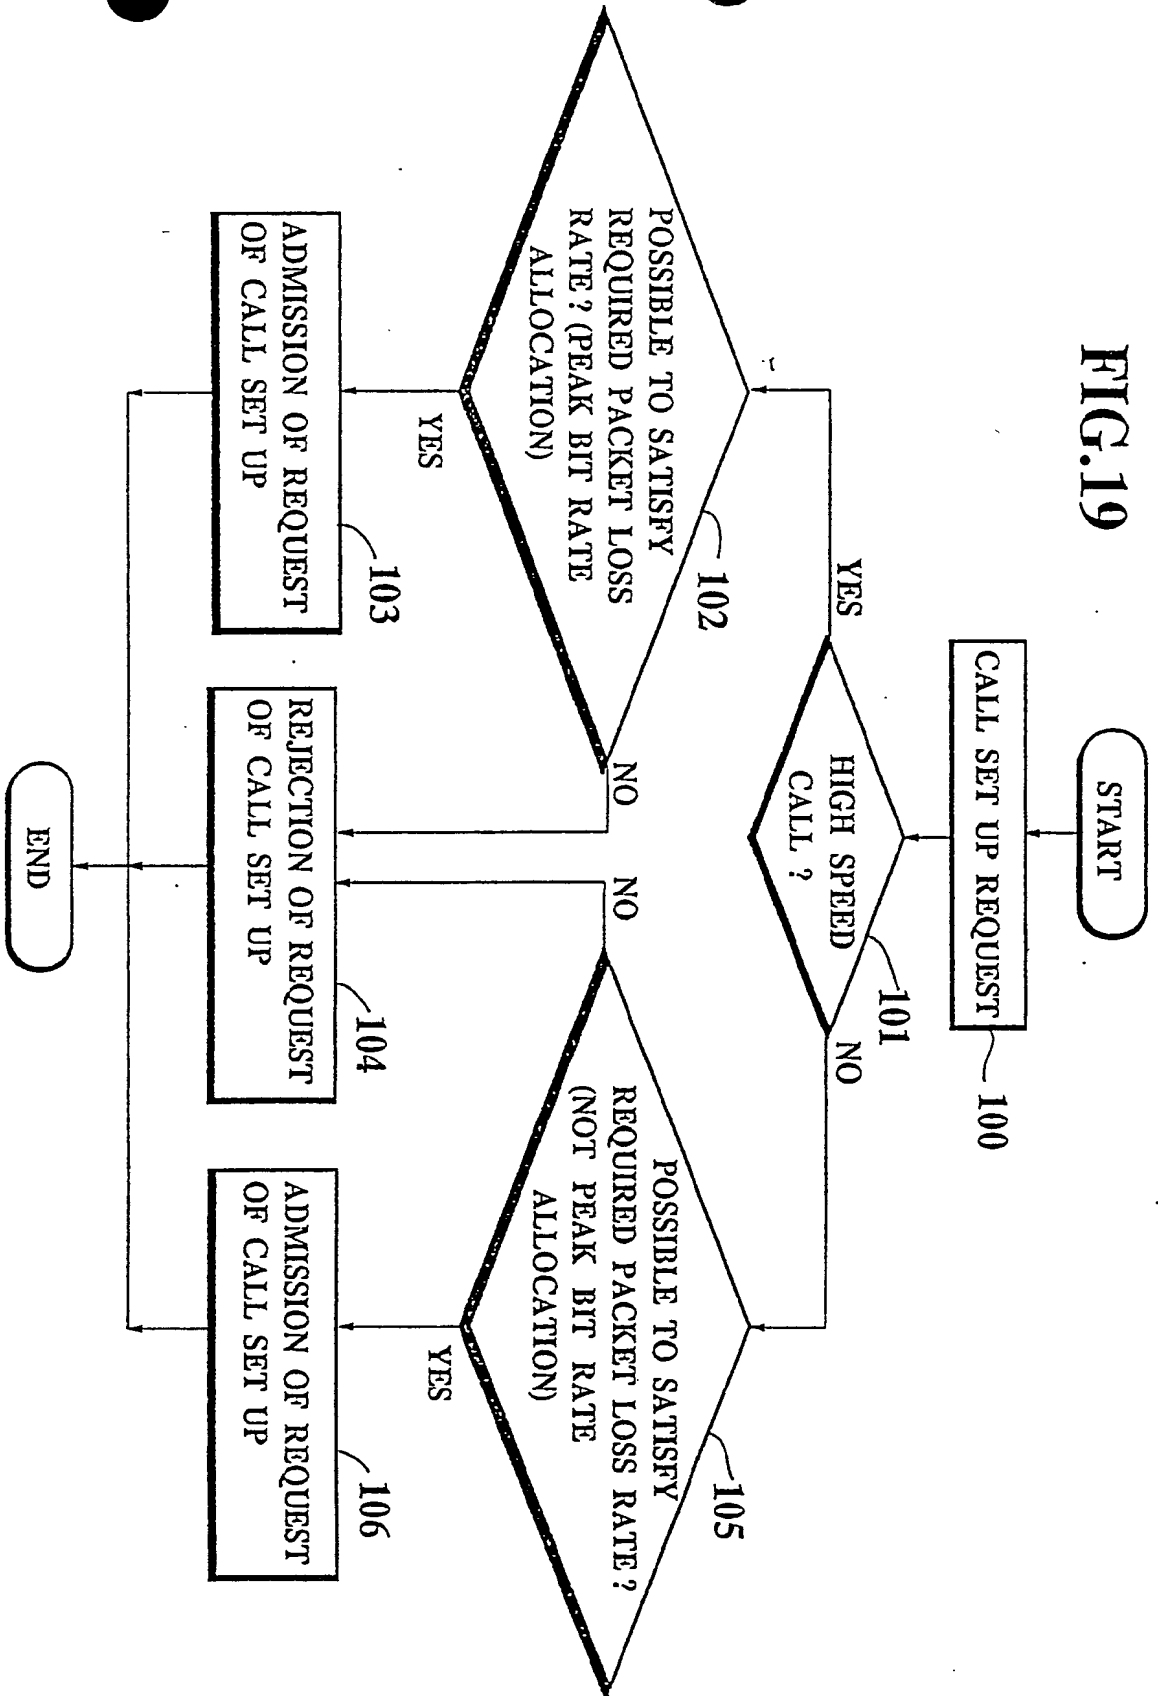 FIG.19
START
CALL SET UP REQUEST
100
HIGH SPEED
CALL ?
101
YES
NO
POSSIBLE TO SATISFY
REQUIRED PACKET LOSS
RATE? (PEAK BIT RATE
ALLOCATION)
102
NO
YES
POSSIBLE TO SATISFY
REQUIRED PACKET LOSS RATE?
(NOT PEAK BIT RATE
ALLOCATION)
105
NO
YES
ADMISSION OF REQUEST
OF CALL SET UP
103
REJECTION OF REQUEST
OF CALL SET UP
104
ADMISSION OF REQUEST
OF CALL SET UP
106
END